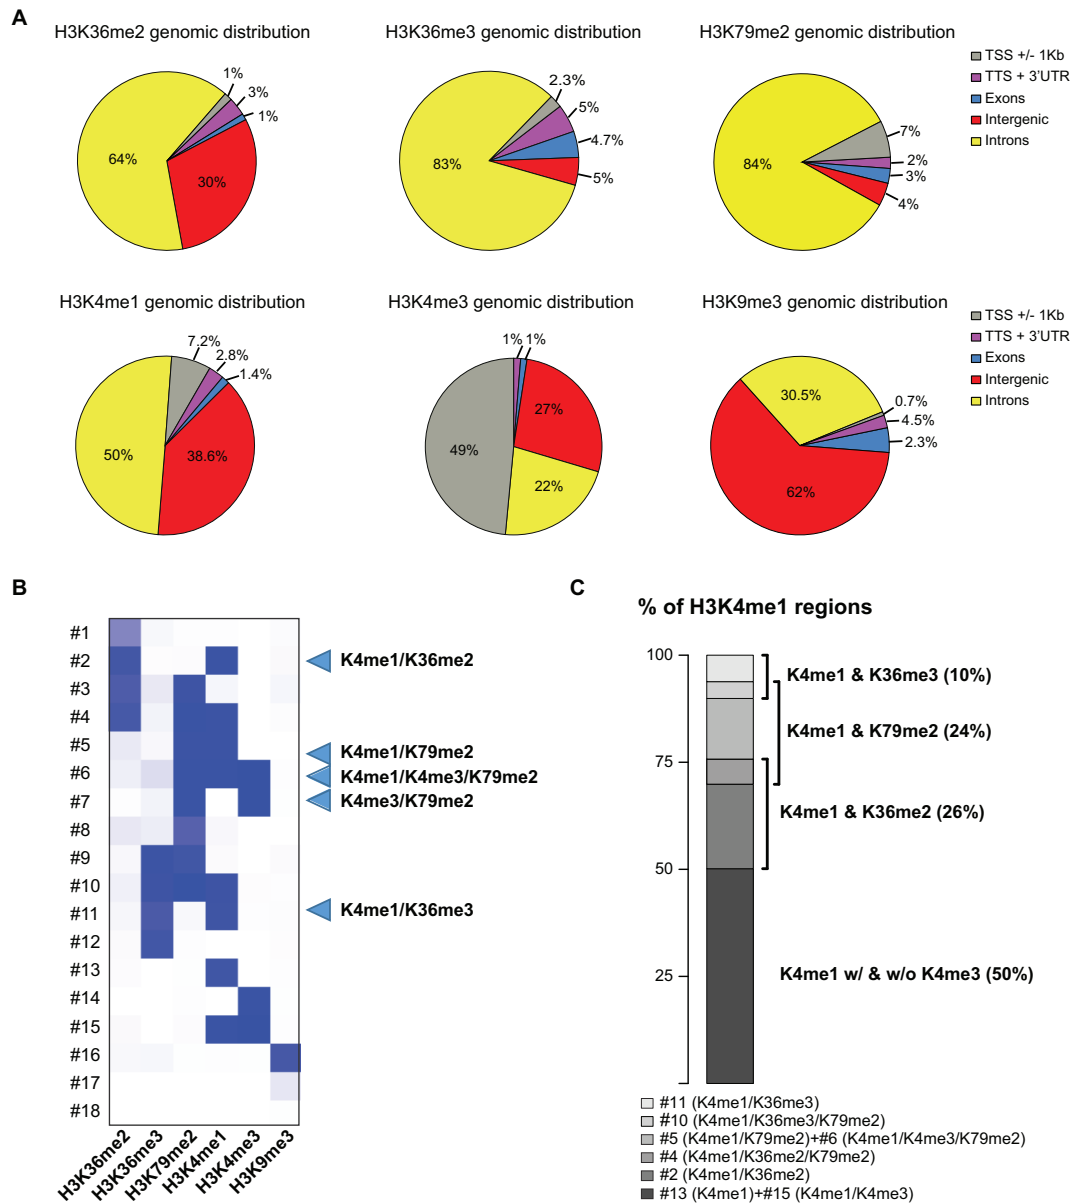 A
H3K36me2 genomic distribution
H3K36me3 genomic distribution
H3K79me2 genomic distribution
1%
3%
1%
64%
30%
2.3%
5%
4.7%
83%
5%
7%
2%
3%
84%
4%
TSS +/- 1Kb
TTS + 3'UTR
Exons
Intergenic
Introns
H3K4me1 genomic distribution
H3K4me3 genomic distribution
H3K9me3 genomic distribution
7.2%
2.8%
1.4%
50%
38.6%
1%
1%
27%
49%
22%
30.5%
0.7%
4.5%
2.3%
62%
TSS +/- 1Kb
TTS + 3'UTR
Exons
Intergenic
Introns
B
#1
#2
#3
#4
#5
#6
#7
#8
#9
#10
#11
#12
#13
#14
#15
#16
#17
#18
K4me1/K36me2
K4me1/K79me2
K4me1/K4me3/K79me2
K4me3/K79me2
K4me1/K36me3
H3K36me2
H3K36me3
H3K79me2
H3K4me1
H3K4me3
H3K9me3
C
% of H3K4me1 regions
100
75
50
25
K4me1 & K36me3 (10%)
K4me1 & K79me2 (24%)
K4me1 & K36me2 (26%)
K4me1 w/ & w/o K4me3 (50%)
#11 (K4me1/K36me3)
#10 (K4me1/K36me3/K79me2)
#5 (K4me1/K79me2)+#6 (K4me1/K4me3/K79me2)
#4 (K4me1/K36me2/K79me2)
#2 (K4me1/K36me2)
#13 (K4me1)+#15 (K4me1/K4me3)